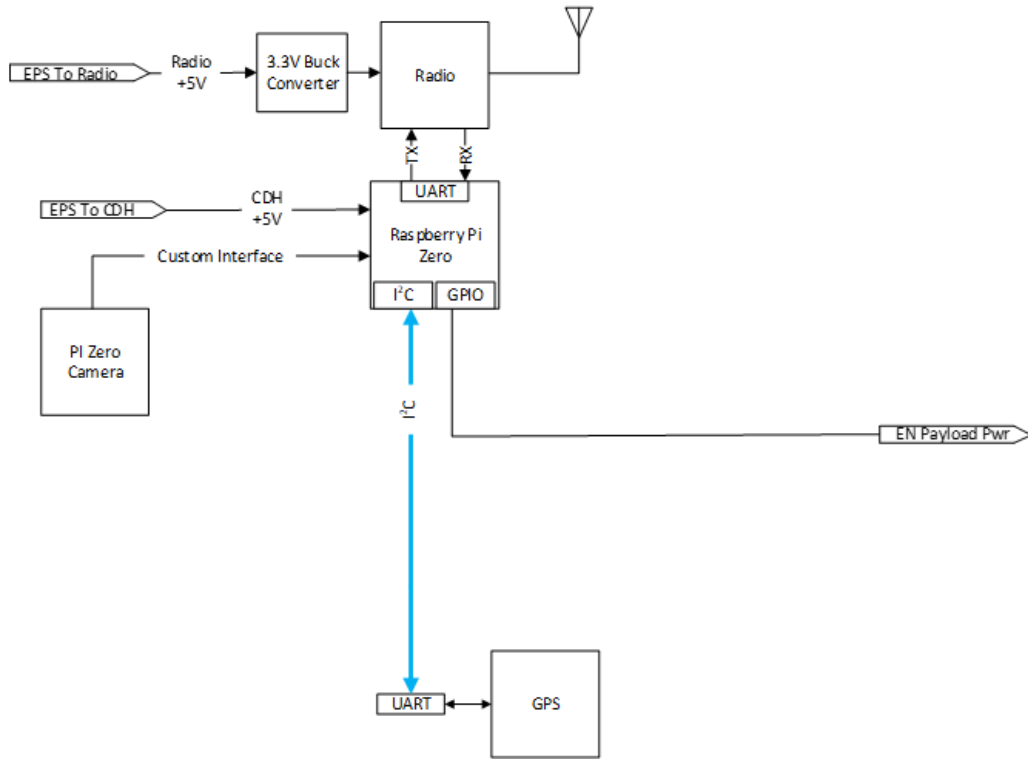 EPS To Radio
Radio
+5V
3.3V Buck
Converter
Radio
TX
RX
UART
EPS To CDH
CDH
+5V
Raspberry Pi
Zero
Custom Interface
I²C
GPIO
PI Zero
Camera
I²C
EN Payload Pwr
UART
GPS